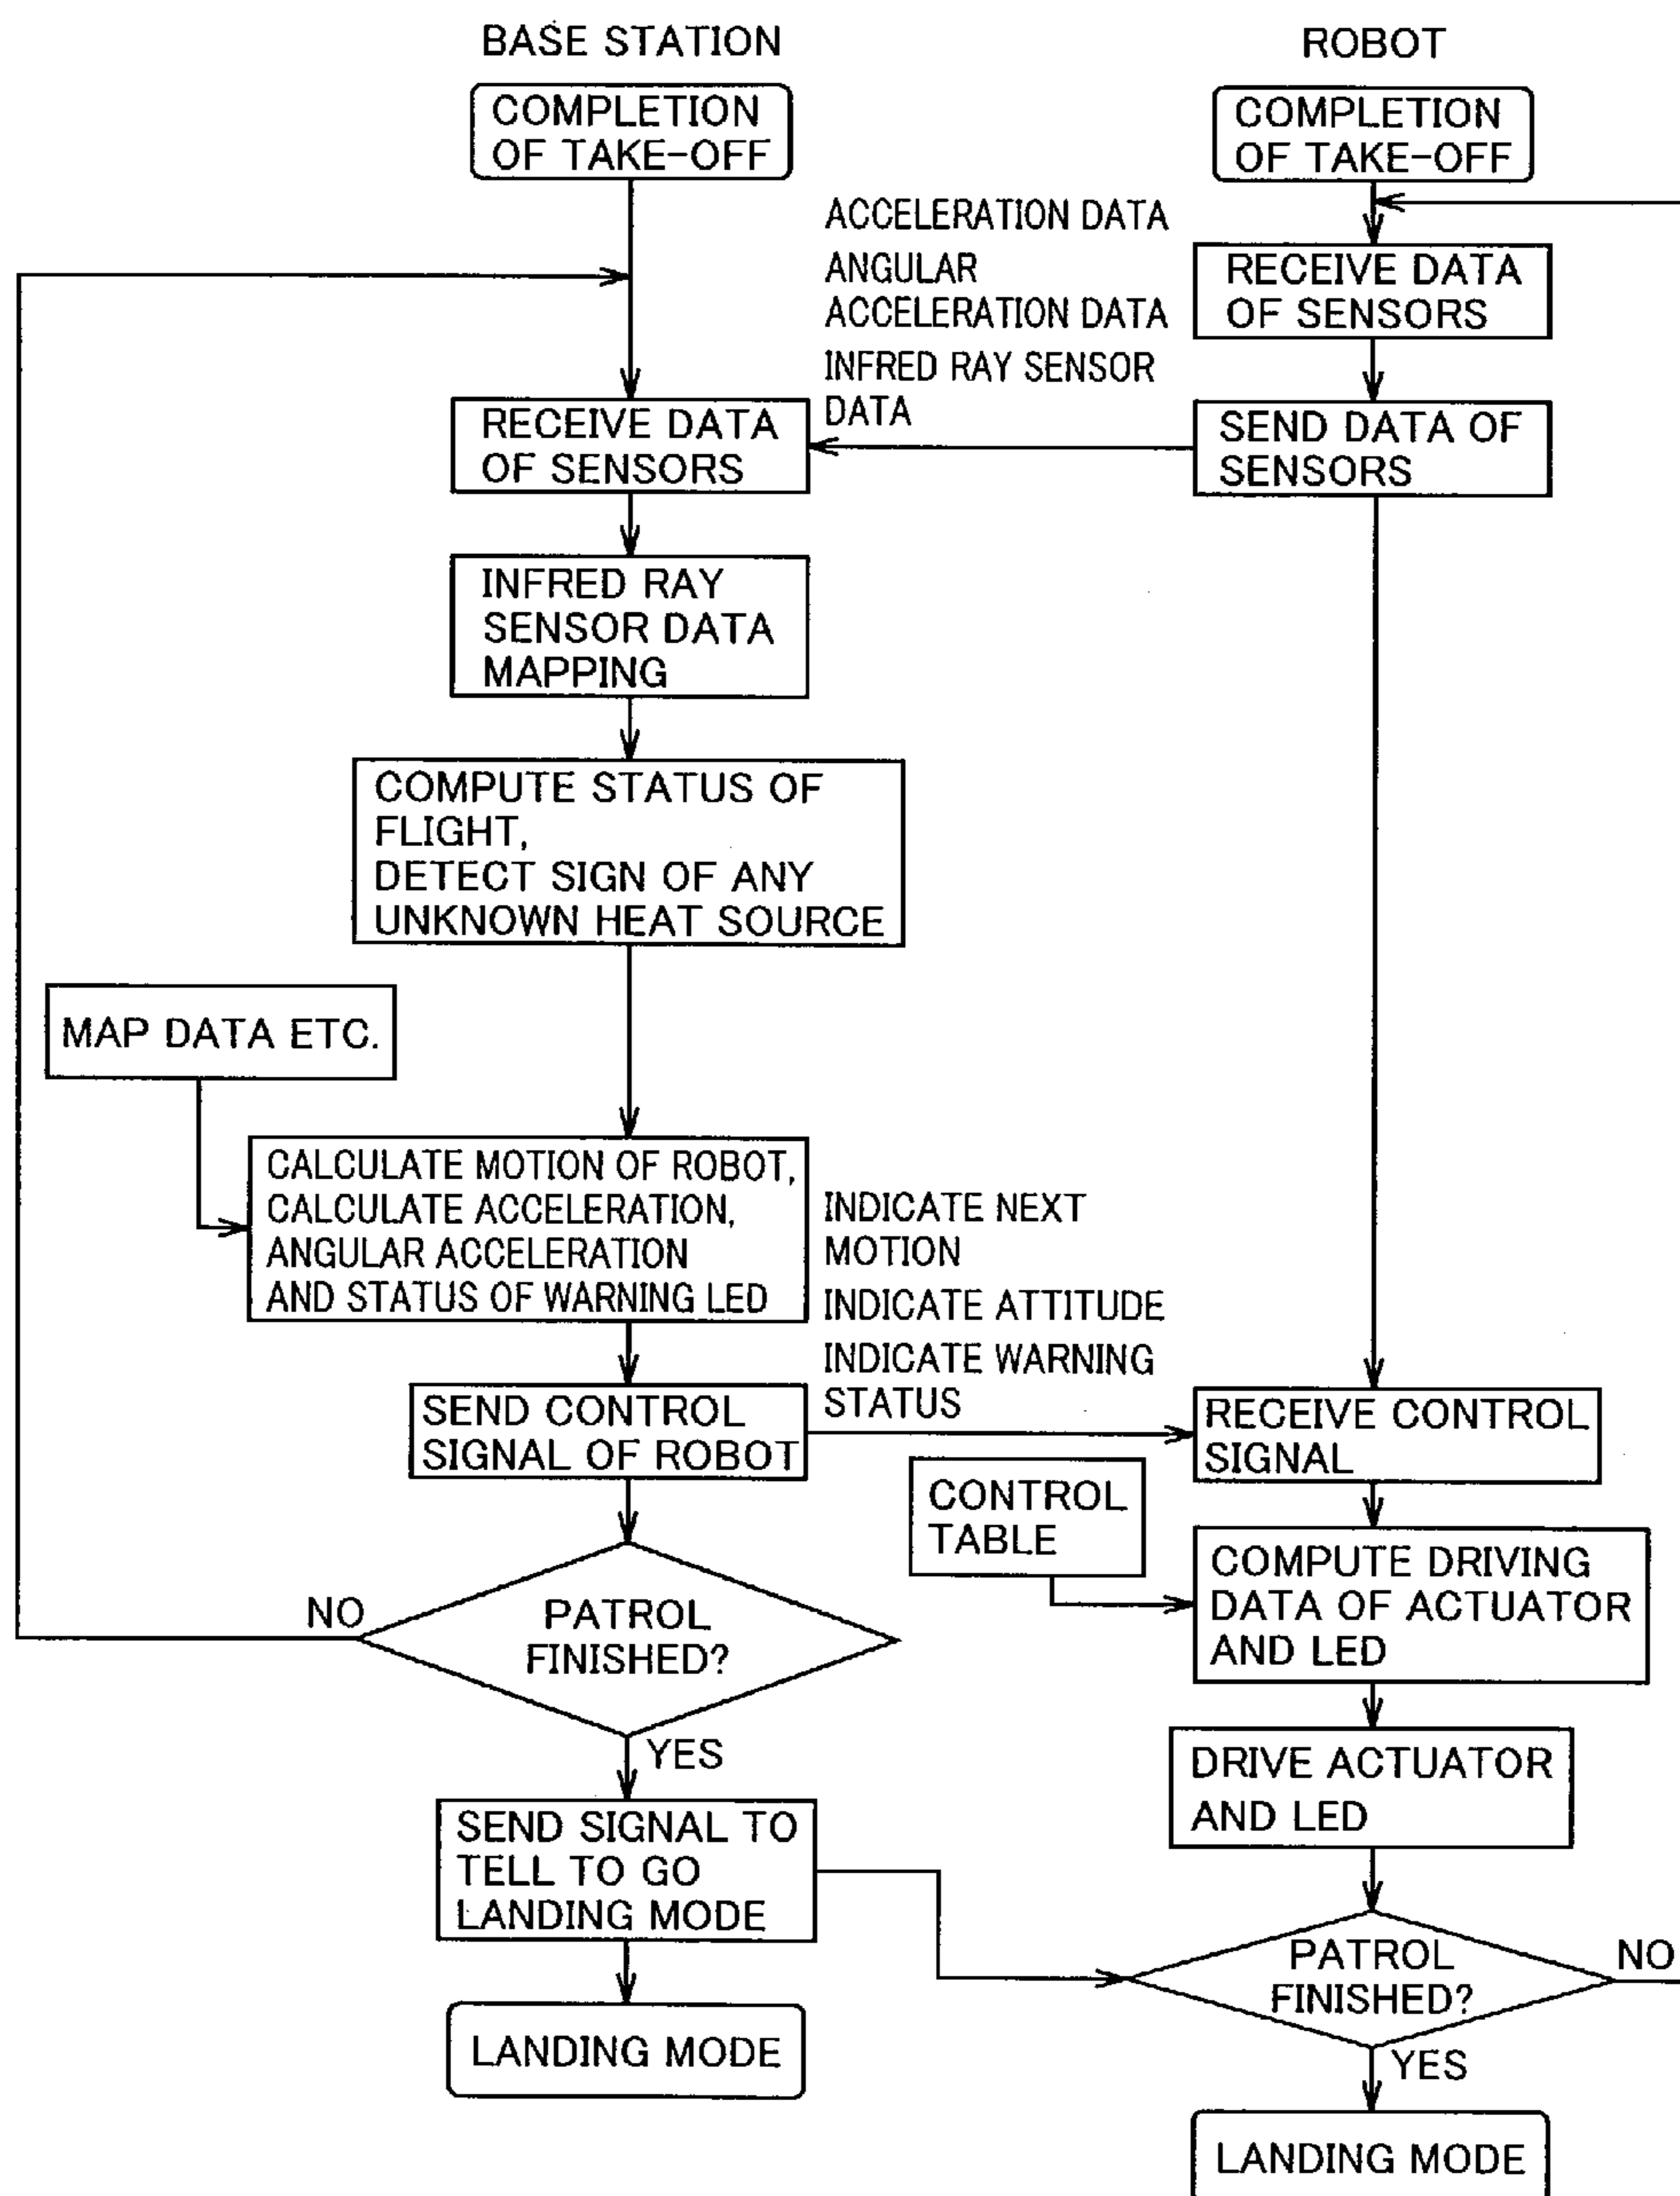 BASE STATION
COMPLETION
OF TAKE-OFF
RECEIVE DATA
OF SENSORS
INFRED RAY
SENSOR DATA
MAPPING
COMPUTE STATUS OF
FLIGHT,
DETECT SIGN OF ANY
UNKNOWN HEAT SOURCE
MAP DATA ETC.
CALCULATE MOTION OF ROBOT,
CALCULATE ACCELERATION,
ANGULAR ACCELERATION
AND STATUS OF WARNING LED
SEND CONTROL
SIGNAL OF ROBOT
NO
PATROL
FINISHED?
YES
SEND SIGNAL TO
TELL TO GO
LANDING MODE
LANDING MODE
ACCELERATION DATA
ANGULAR
ACCELERATION DATA
INFRED RAY SENSOR
DATA
INDICATE NEXT
MOTION
INDICATE ATTITUDE
INDICATE WARNING
STATUS
ROBOT
COMPLETION
OF TAKE-OFF
RECEIVE DATA
OF SENSORS
SEND DATA OF
SENSORS
RECEIVE CONTROL
SIGNAL
CONTROL
TABLE
COMPUTE DRIVING
DATA OF ACTUATOR
AND LED
DRIVE ACTUATOR
AND LED
PATROL
FINISHED?
NO
YES
LANDING MODE